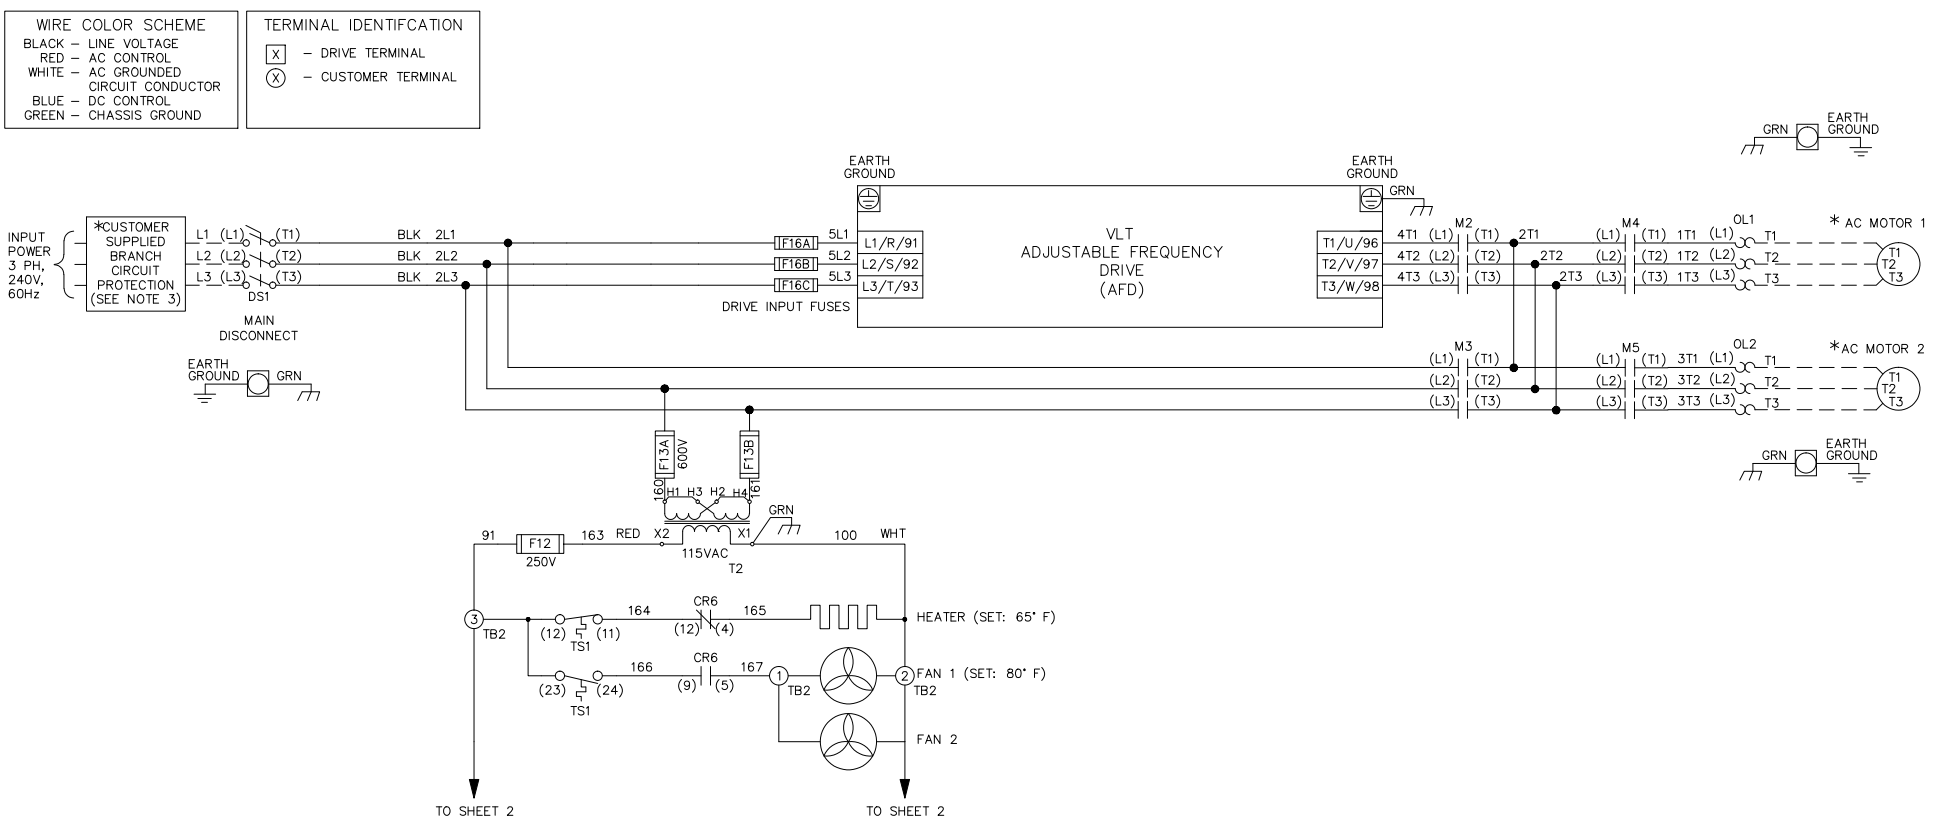 WIRE COLOR SCHEME
BLACK – LINE VOLTAGE
RED – AC CONTROL
WHITE – AC GROUNDED
CIRCUIT CONDUCTOR
BLUE – DC CONTROL
GREEN – CHASSIS GROUND
TERMINAL IDENTIFCATION
X – DRIVE TERMINAL
X – CUSTOMER TERMINAL
INPUT
POWER
3 PH,
240V,
60Hz
*CUSTOMER
SUPPLIED
BRANCH
CIRCUIT
PROTECTION
(SEE NOTE 3)
L1 (L1) (T1) BLK 2L1
L2 (L2) (T2) BLK 2L2
L3 (L3) (T3) BLK 2L3
DS1
MAIN
DISCONNECT
EARTH
GROUND GRN
F16A 5L1
F16B 5L2
F16C 5L3
DRIVE INPUT FUSES
EARTH
GROUND
L1/R/91
L2/S/92
L3/T/93
VLT
ADJUSTABLE FREQUENCY
DRIVE
(AFD)
EARTH
GROUND
GRN
T1/U/96
T2/V/97
T3/W/98
M2 M4 OL1
4T1 (L1) (T1) 2T1 (L1) (T1) 1T1 (L1) T1
4T2 (L2) (T2) 2T2 (L2) (T2) 1T2 (L2) T2
4T3 (L3) (T3) 2T3 (L3) (T3) 1T3 (L3) T3
GRN EARTH
GROUND
* AC MOTOR 1
T1
T2
T3
M3 M5 OL2
(L1) (T1) (L1) (T1) 3T1 (L1) T1
(L2) (T2) (L2) (T2) 3T2 (L2) T2
(L3) (T3) (L3) (T3) 3T3 (L3) T3
*AC MOTOR 2
T1
T2
T3
GRN EARTH
GROUND
F13A
600V
F13B
160
161
H1 H3 H2 H4
GRN
91 F12 163 RED X2 X1 100 WHT
250V
115VAC
T2
3
TB2
(12) (11)
TS1
164
CR6
(12) (4)
165
HEATER (SET: 65° F)
(23) (24)
TS1
166
CR6
(9) (5)
167
1
TB2
2
TB2
FAN 1 (SET: 80° F)
FAN 2
TO SHEET 2
TO SHEET 2